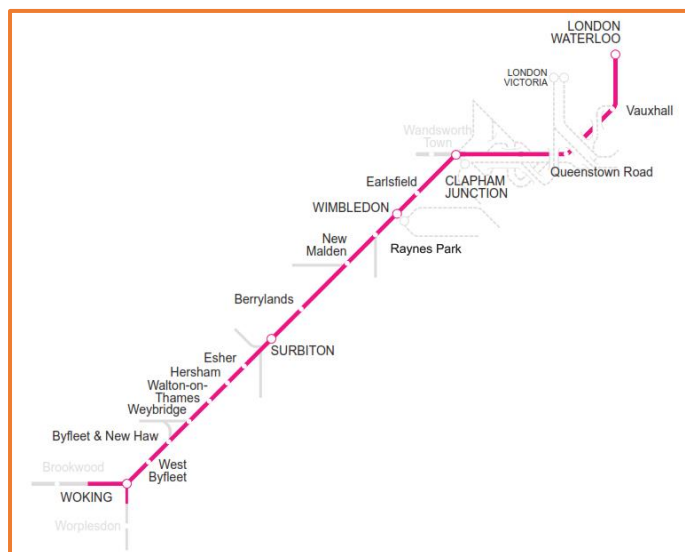 LONDON
WATERLOO
LONDON
VICTORIA
Vauxhall
Wandsworth
Town
Queenstown Road
CLAPHAM
JUNCTION
Earlsfield
WIMBLEDON
Raynes Park
New
Malden
Berrylands
SURBITON
Esher
Hersham
Walton-on-
Thames
Weybridge
Byfleet & New Haw
West
Byfleet
Brookwood
WOKING
Worplesdon